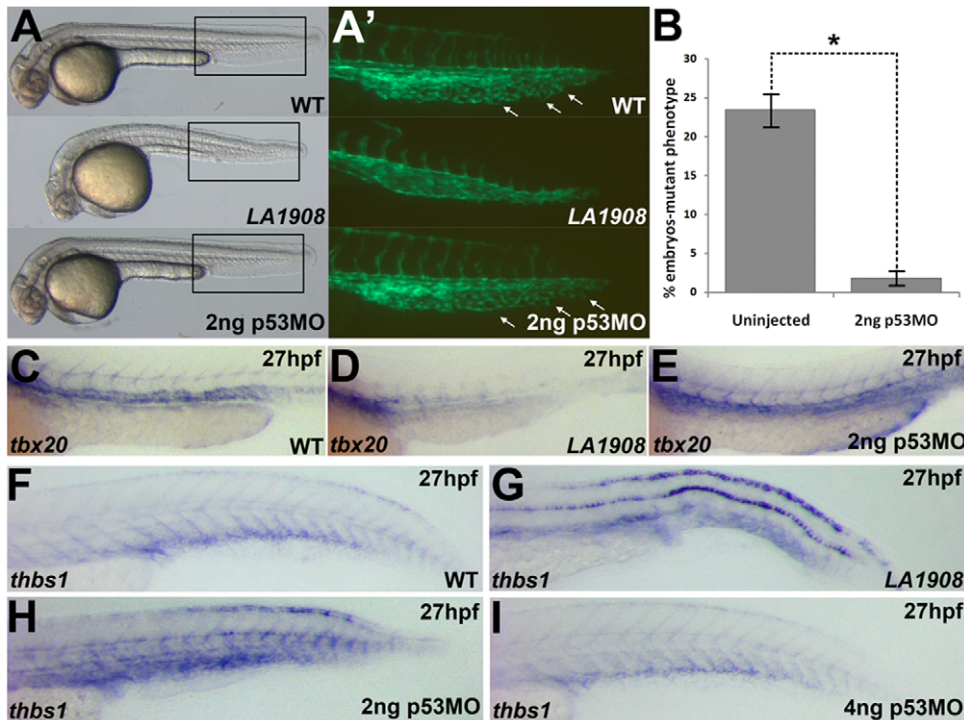 A
WT
LA1908
2ng p53MO
A'
WT
LA1908
2ng p53MO
B
*
% embryos-mutant phenotype
35
30
25
20
15
10
5
0
Uninjected
2ng p53MO
C
27hpf
tbx20
WT
D
27hpf
tbx20
LA1908
E
27hpf
tbx20
2ng p53MO
F
27hpf
thbs1
WT
G
27hpf
thbs1
LA1908
H
27hpf
thbs1
2ng p53MO
I
27hpf
thbs1
4ng p53MO